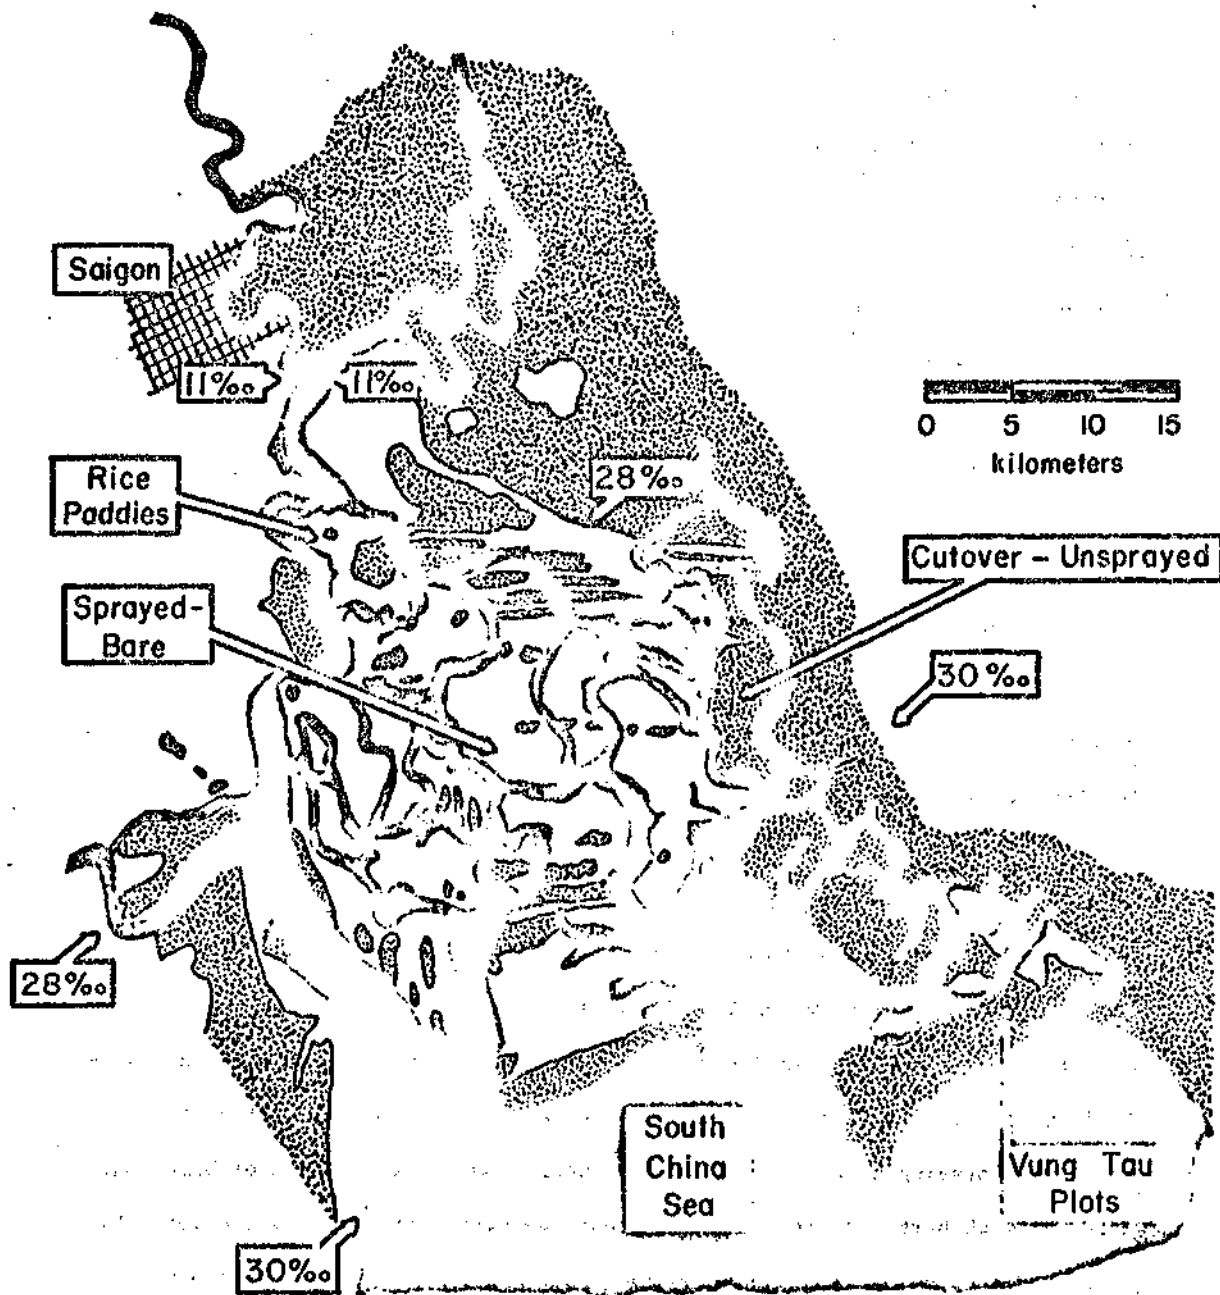 Saigon
11‰
11‰
0 5 10 15
kilometers
Rice
Paddies
28‰
Cutover – Unsprayed
Sprayed-
Bare
30‰
28‰
South
China
Sea
Vung Tau
Plots
30‰